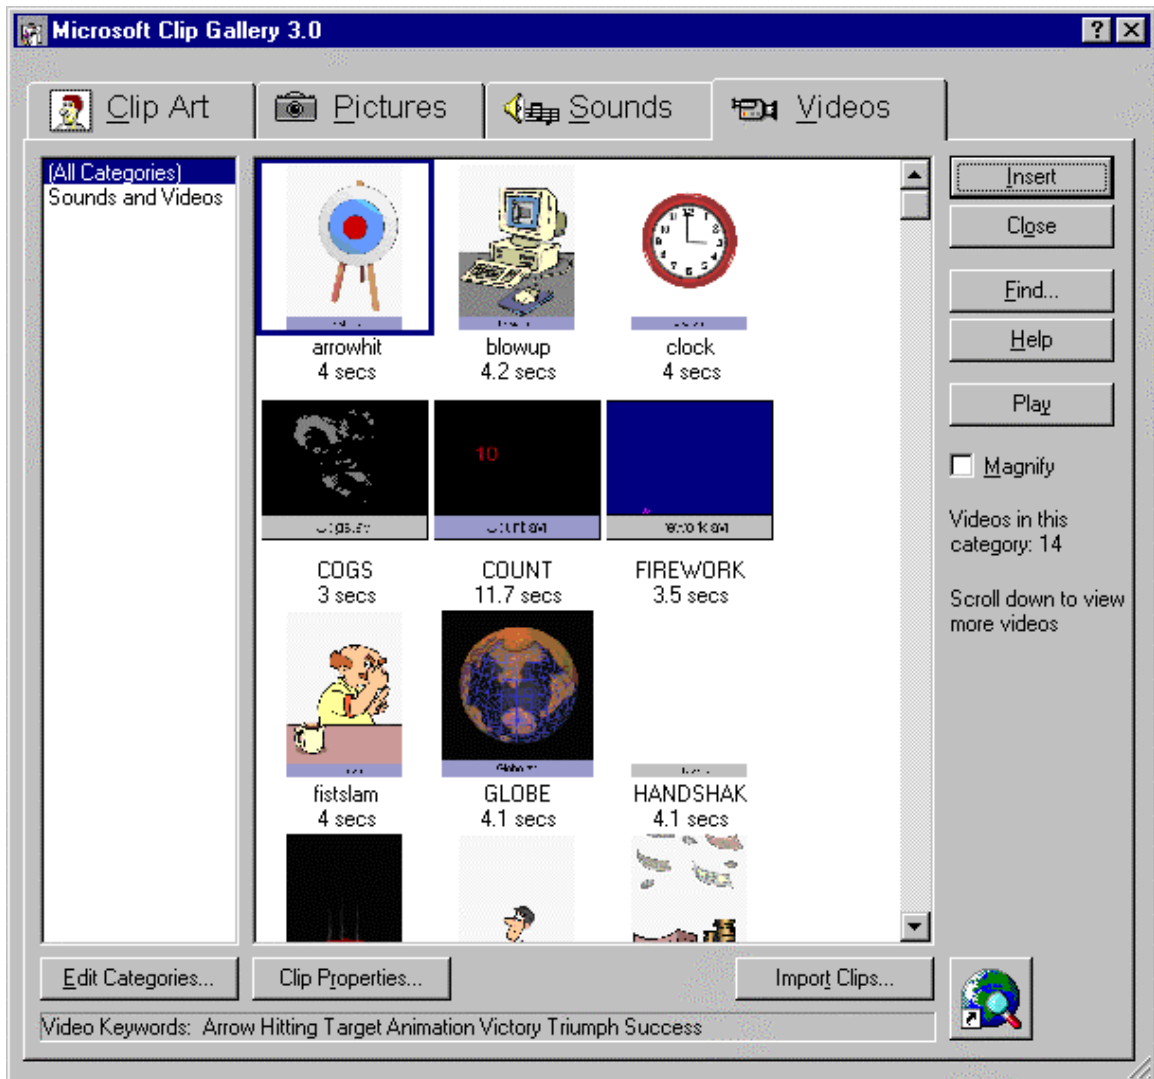 Microsoft Clip Gallery 3.0
Clip Art
Pictures
Sounds
Videos
(All Categories)
Sounds and Videos
arrowhit
4 secs
blowup
4.2 secs
12
clock
4 secs
10
COGS
3 secs
COUNT
11.7 secs
FIREWORK
3.5 secs
fistslam
4 secs
GLOBE
4.1 secs
HANDSHAK
4.1 secs
Insert
Close
Find...
Help
Play
Magnify
Videos in this
category: 14
Scroll down to view
more videos
Edit Categories...
Clip Properties...
Import Clips...
Video Keywords: Arrow Hitting Target Animation Victory Triumph Success